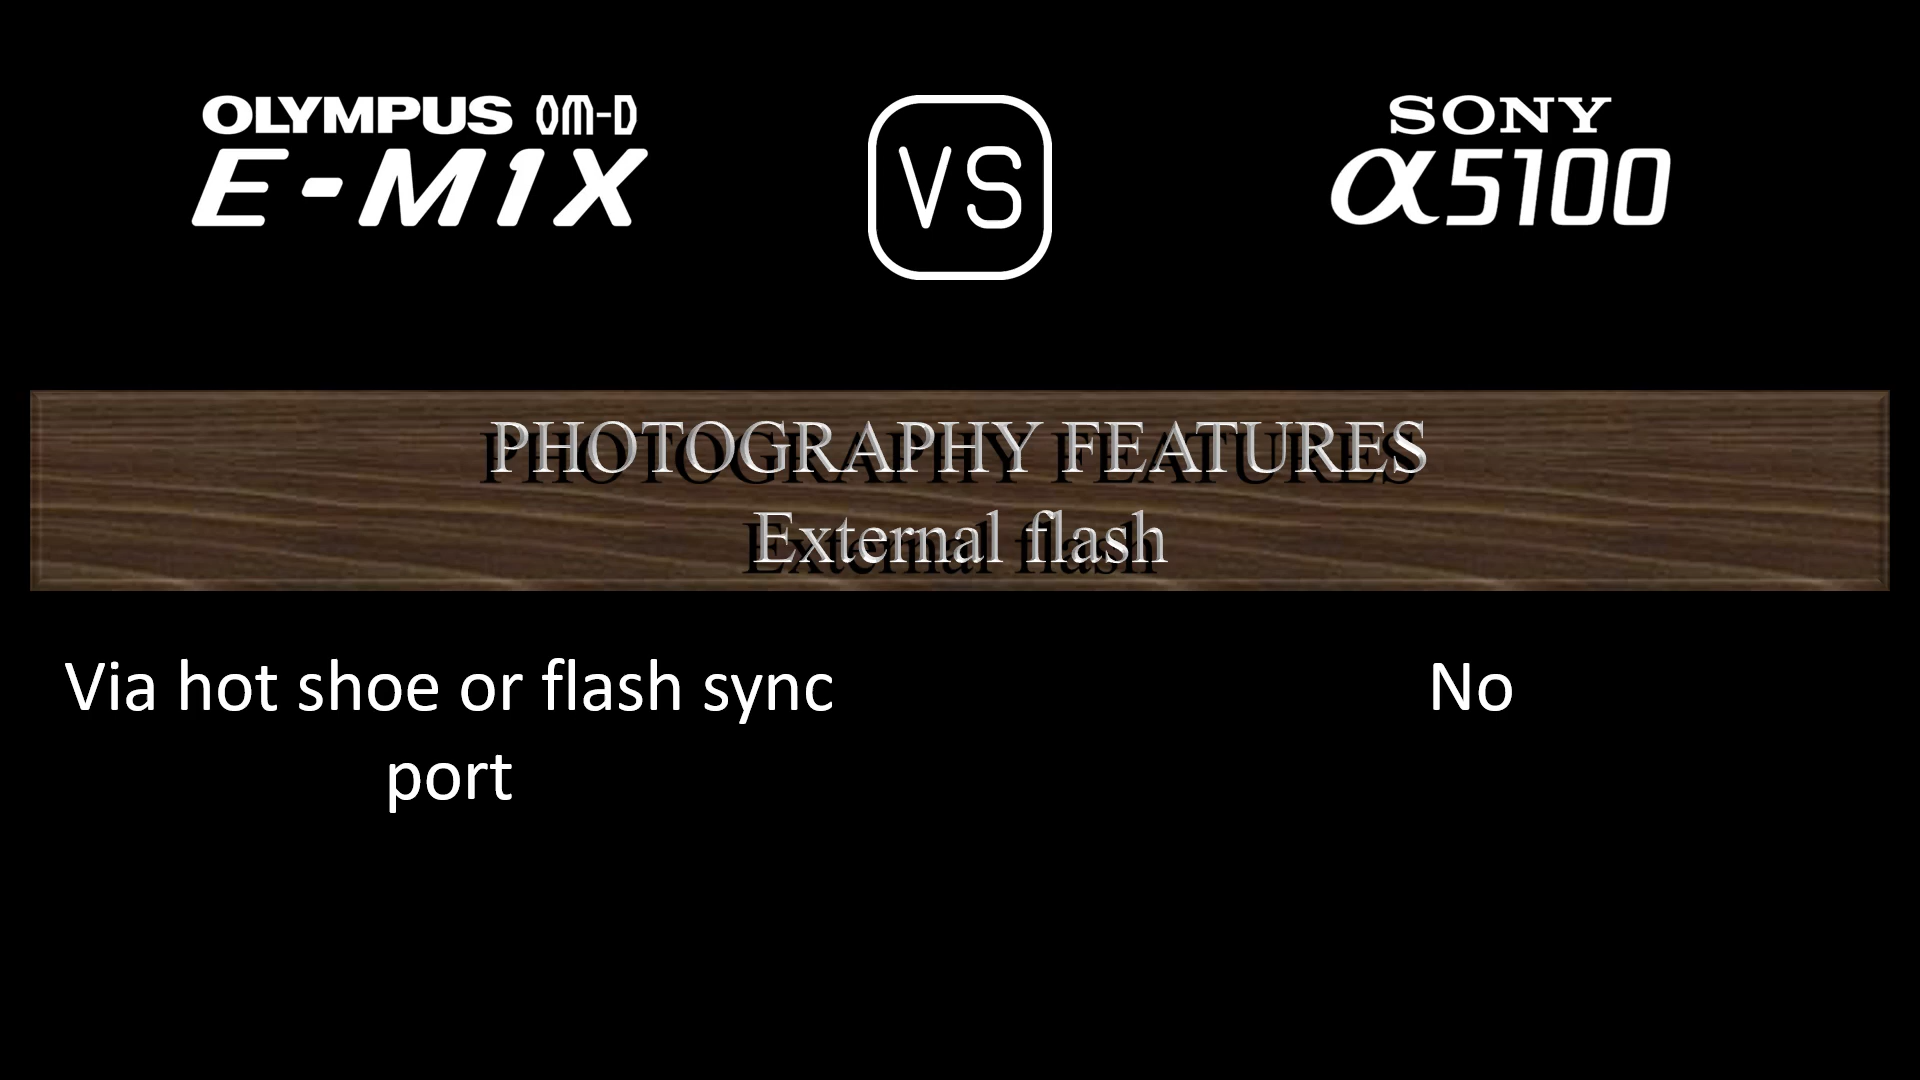 OLYMPUS OM-D
E-M1X
VS
SONY
α5100
PHOTOGRAPHY FEATURES
External flash
Via hot shoe or flash sync
port
No